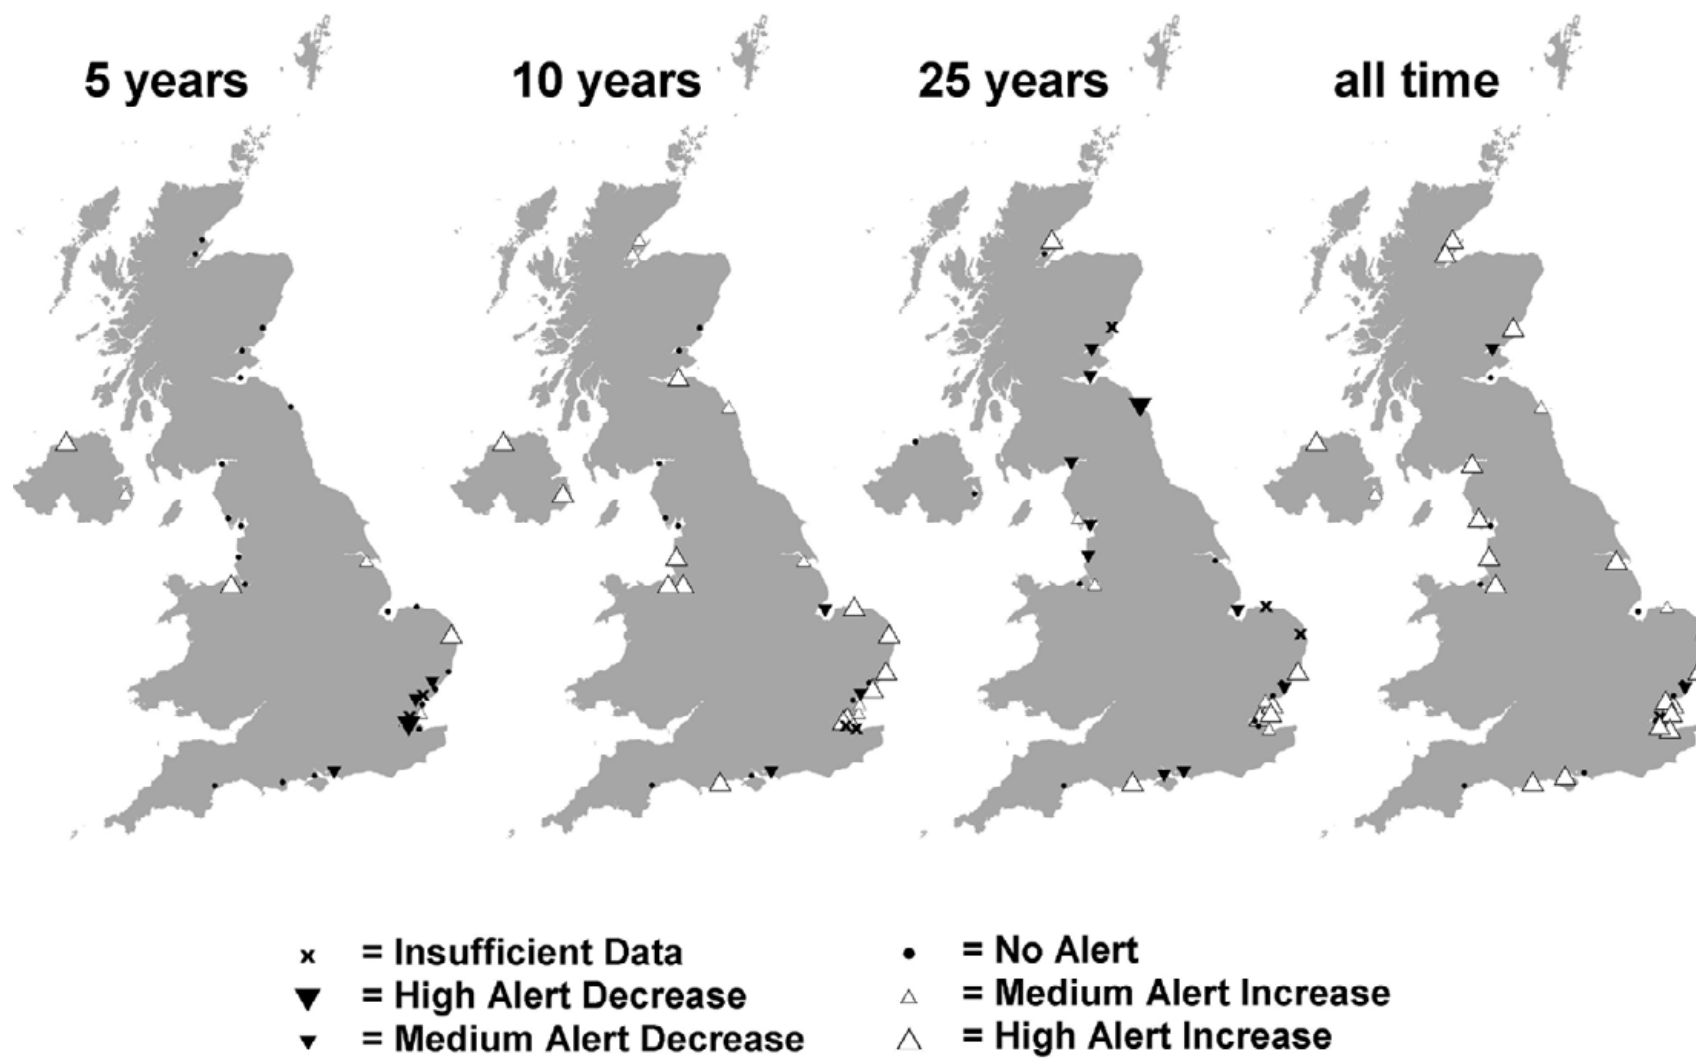 5 years 10 years 25 years all time
x = Insufficient Data
= High Alert Decrease
= Medium Alert Decrease
= No Alert
= Medium Alert Increase
= High Alert Increase